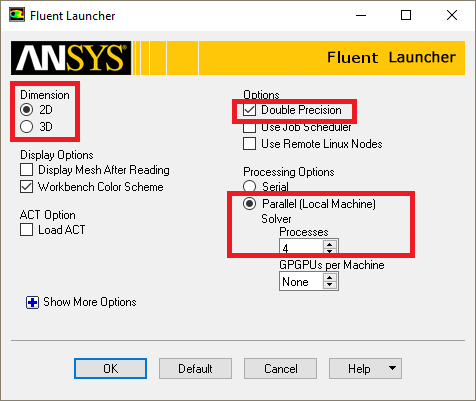 Fluent Launcher
ANSYS Fluent Launcher
Dimension
2D
3D
Display Options
Display Mesh After Reading
Workbench Color Scheme
ACT Option
Load ACT
Show More Options
Options
Double Precision
Use Job Scheduler
Use Remote Linux Nodes
Processing Options
Serial
Parallel (Local Machine)
Solver
Processes
4
GPGPUs per Machine
None
OK Default Cancel Help